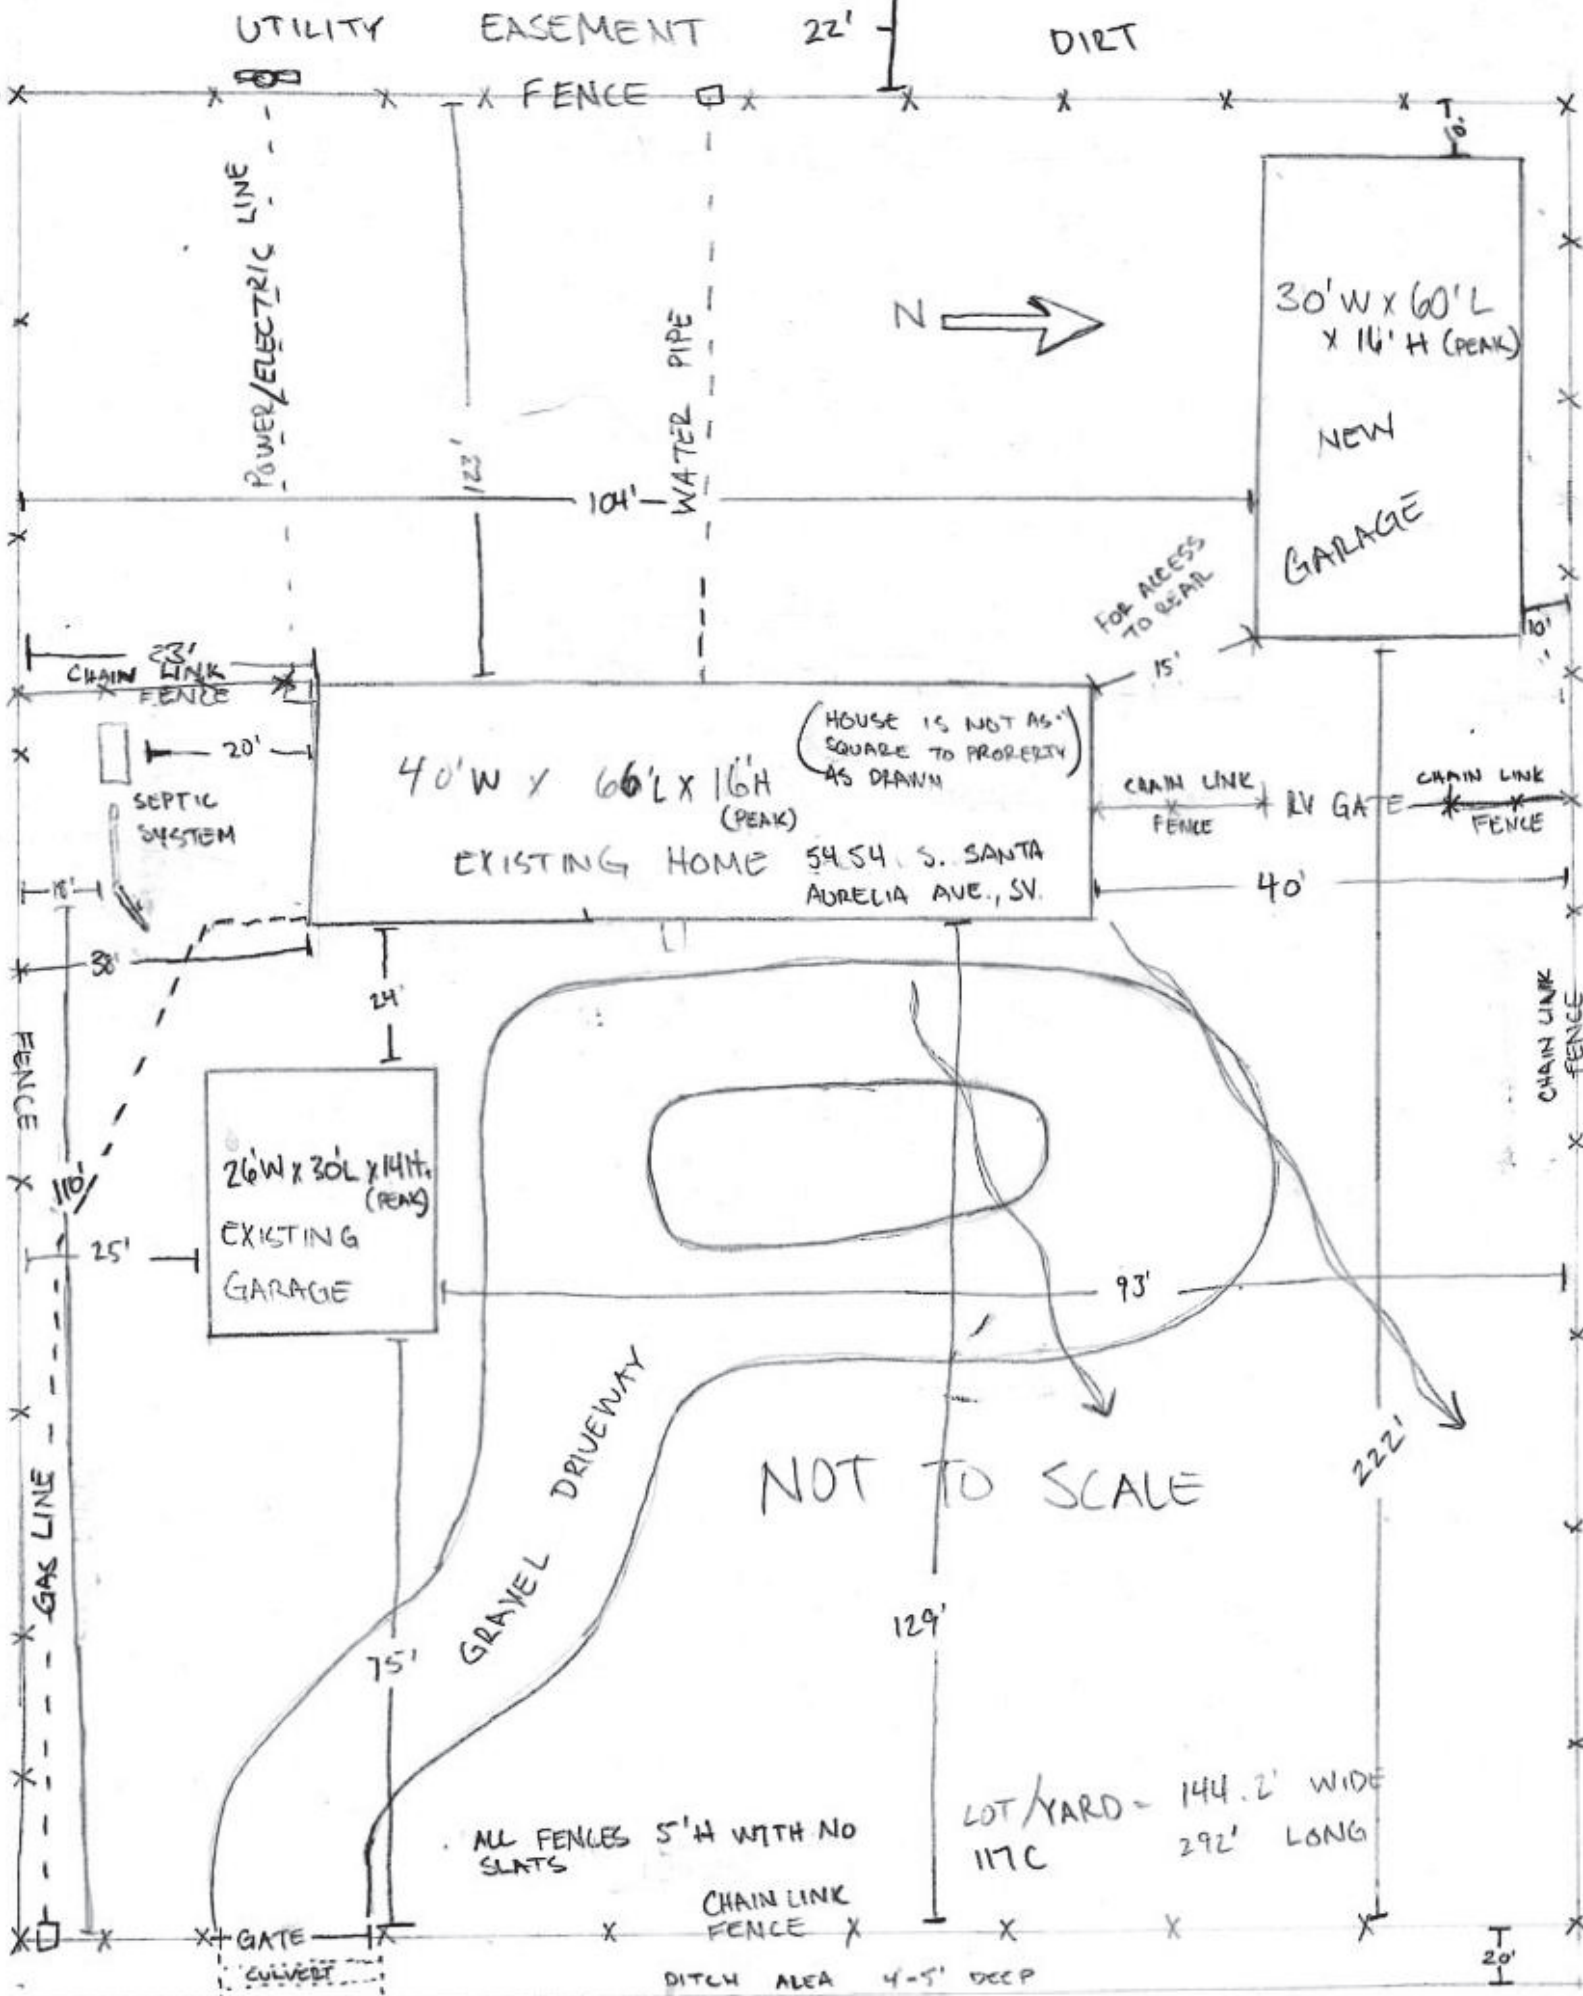 UTILITY EASEMENT 22' DIRT
FENCE
10'
POWER/ELECTRIC LINE
WATER PIPE
123'
N
30'W X 60'L
X 16'H (PEAK)
NEW
GARAGE
104'
FOR ACCESS
TO REAR
15'
10'
23'
CHAIN LINK
FENCE
20'
SEPTIC
SYSTEM
18'
38'
40'W X 66'L X 16'H
(PEAK)
(HOUSE IS NOT AS
SQUARE TO PROPERTY
AS DRAWN)
EXISTING HOME 5454 S. SANTA
AURELIA AVE., SV.
CHAIN LINK
FENCE
RV GATE
CHAIN LINK
FENCE
40'
24'
FENCE
CHAIN LINK
FENCE
110'
26'W X 30'L X 14H.
(PEAK)
EXISTING
GARAGE
25'
93'
GRAVEL DRIVEWAY
NOT TO SCALE
222'
GAS LINE
75'
129'
LOT/YARD = 144.2' WIDE
117C 292' LONG
ALL FENCES 5'H WITH NO
SLATS
CHAIN LINK
FENCE
GATE
CULVERT
DITCH AREA 4-5' DEEP
20'